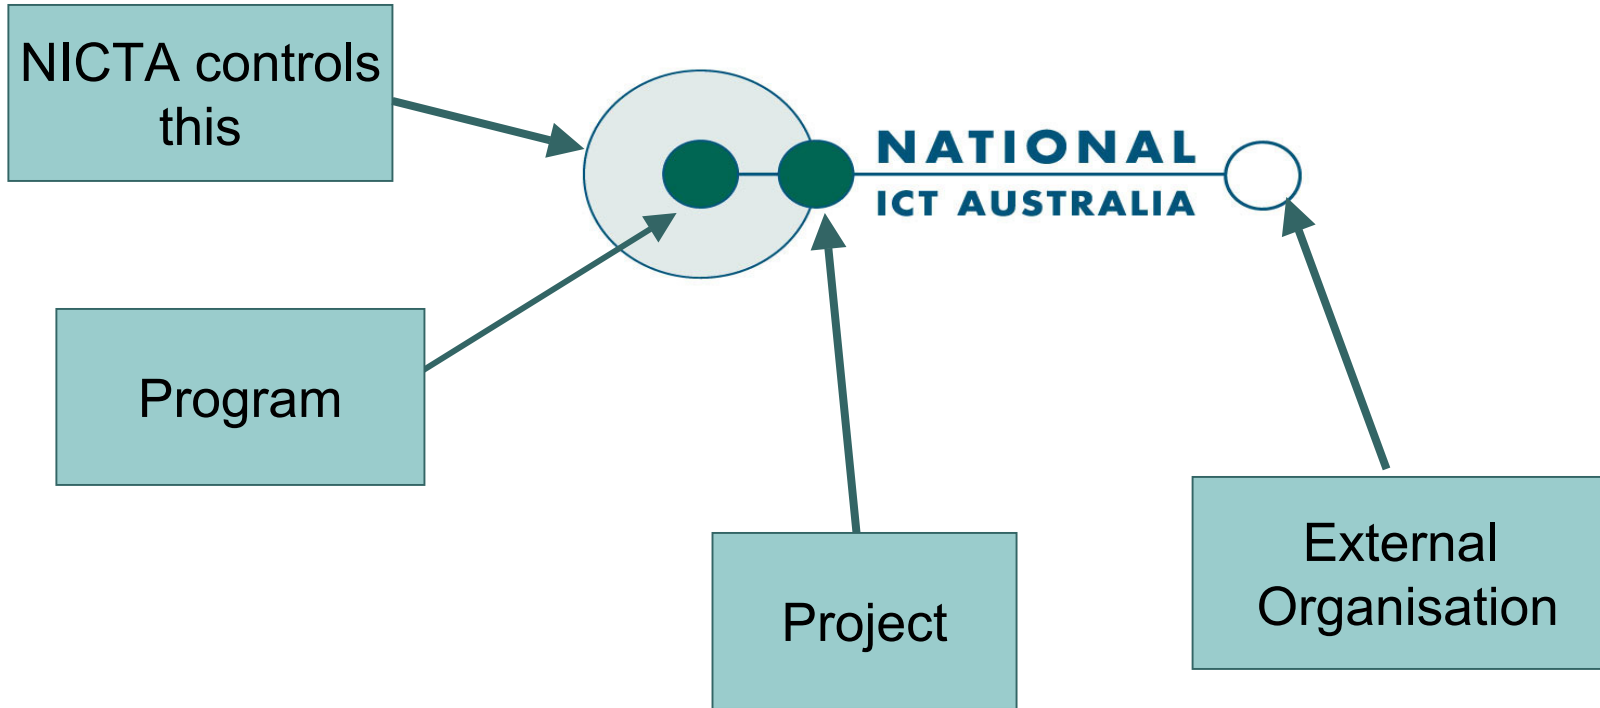 NICTA controls
this
NATIONAL
ICT AUSTRALIA
Program
Project
External
Organisation